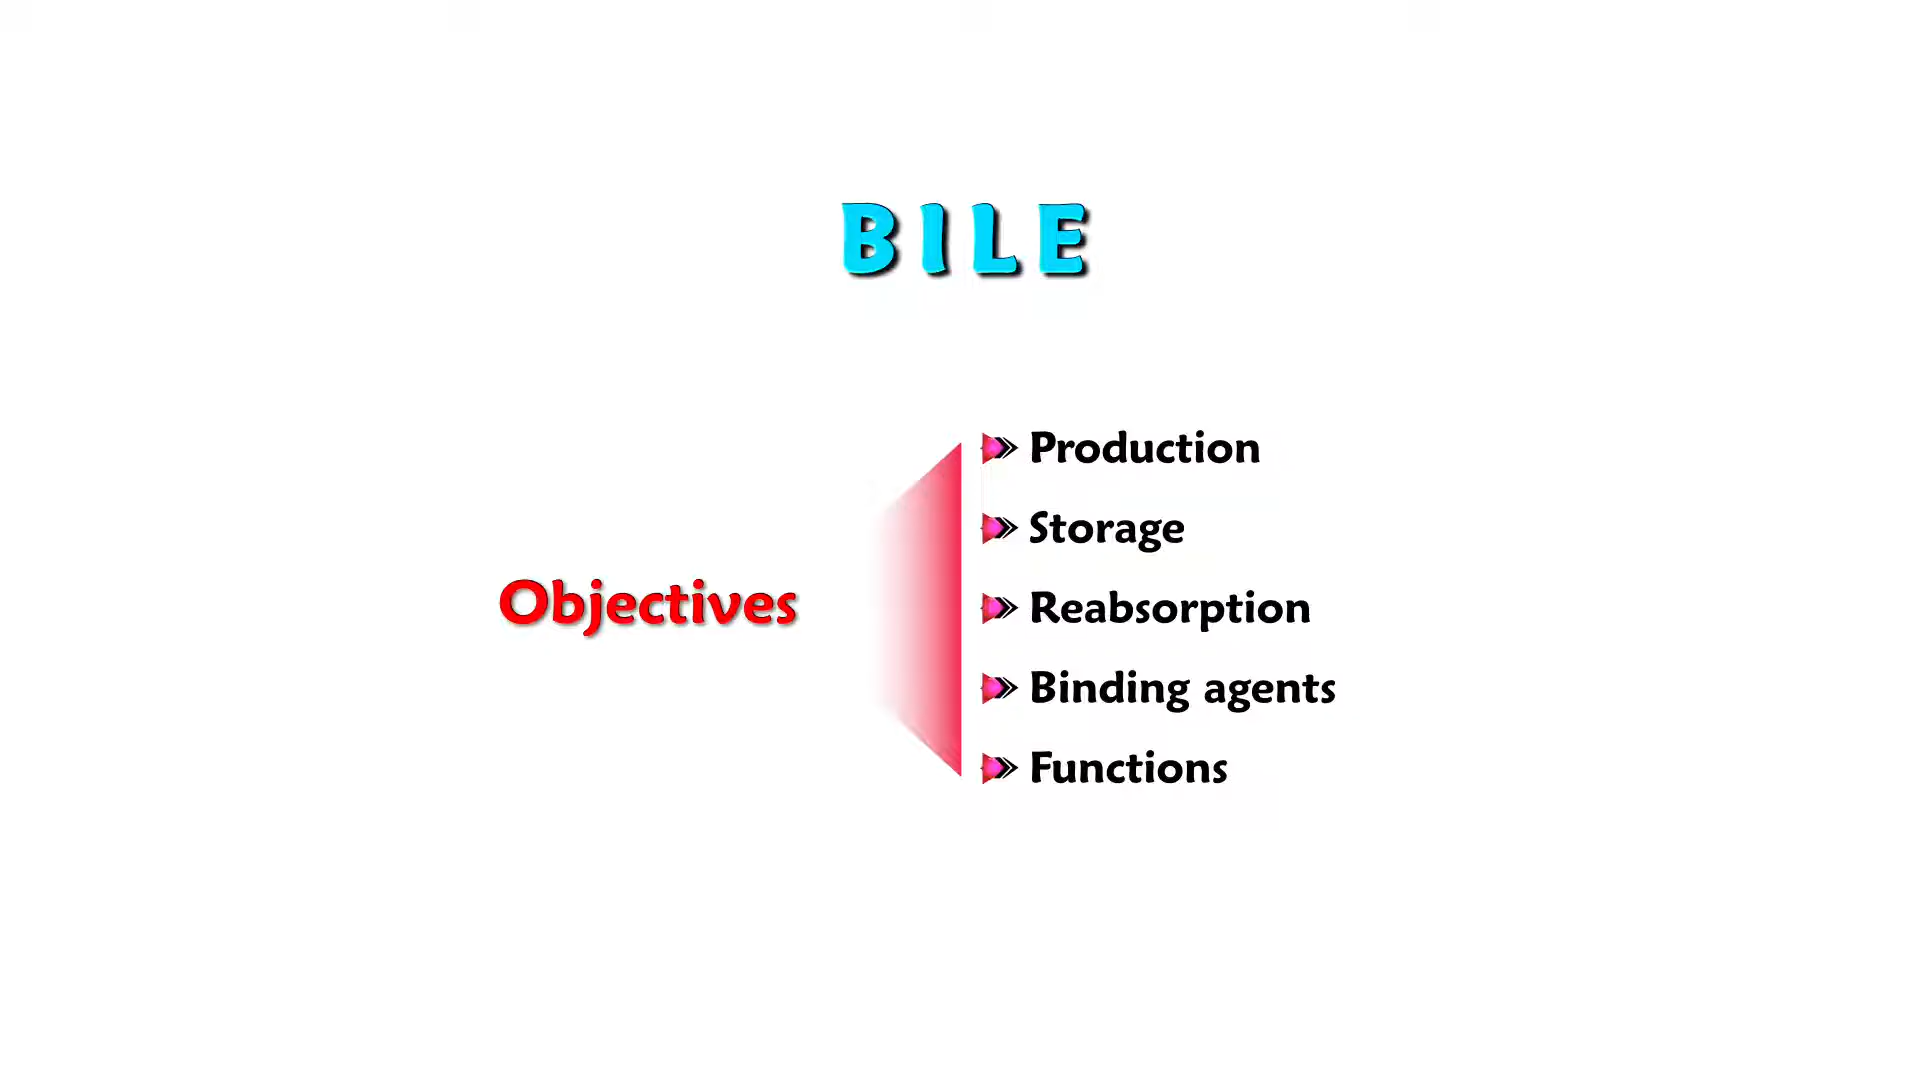 BILE
Objectives
Production
Storage
Reabsorption
Binding agents
Functions